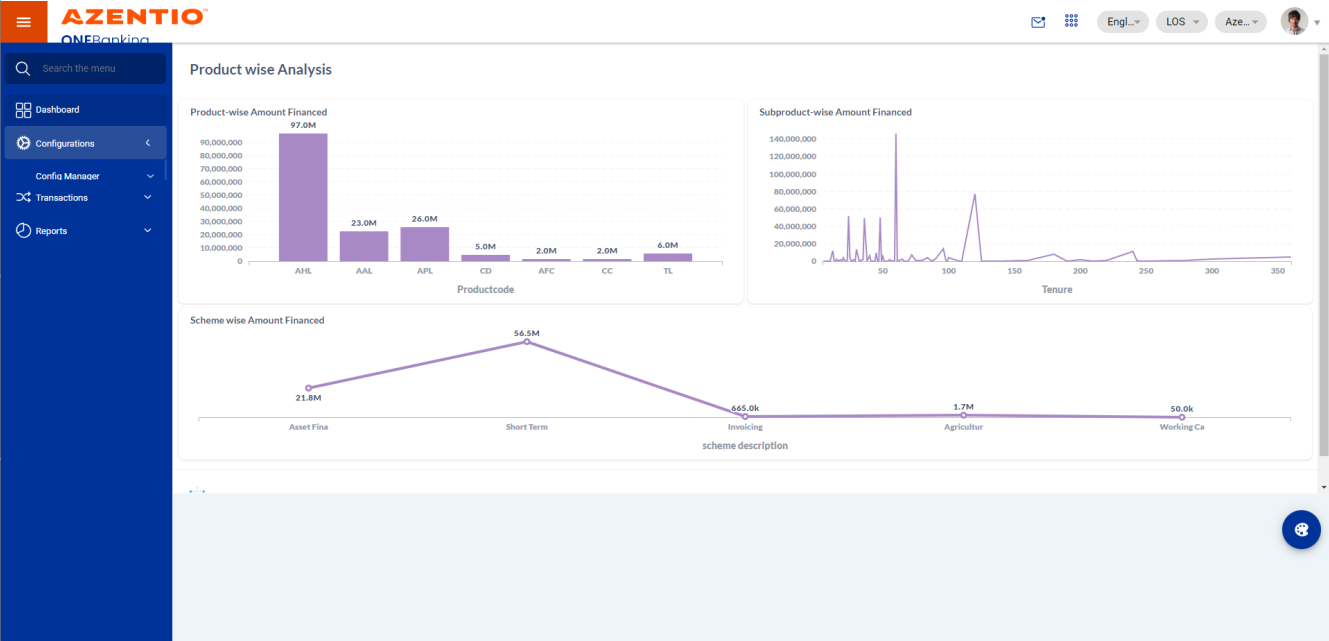 AZENTIO™
ONEBanking
Engl...
LOS
Aze...
Search the menu
Dashboard
Configurations
Config Manager
Transactions
Reports
Product wise Analysis
Product-wise Amount Financed
97.0M
90,000,000
80,000,000
70,000,000
60,000,000
50,000,000
40,000,000
30,000,000
20,000,000
10,000,000
0
23.0M
26.0M
5.0M
2.0M
2.0M
6.0M
AHL AAL APL CD AFC CC TL
Productcode
Subproduct-wise Amount Financed
140,000,000
120,000,000
100,000,000
80,000,000
60,000,000
40,000,000
20,000,000
0
50 100 150 200 250 300 350
Tenure
Scheme wise Amount Financed
56.5M
21.8M
665.0k
1.7M
50.0k
Asset Fina Short Term Invoicing Agricultur Working Ca
scheme description